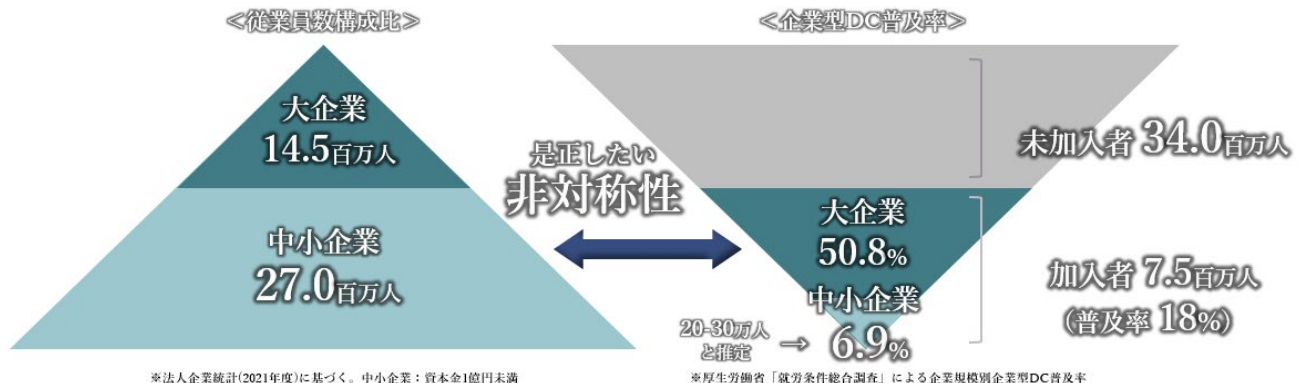 ＜従業員数構成比＞
大企業
14.5百万人
中小企業
27.0百万人
※法人企業統計(2021年度)に基づく。中小企業：資本金1億円未満
是正したい
非対称性
＜企業型DC普及率＞
未加入者 34.0百万人
大企業
50.8%
中小企業
6.9%
20-30万人
と推定
→
加入者 7.5百万人
(普及率 18%)
※厚生労働省「就労条件総合調査」による企業規模別企業型DC普及率